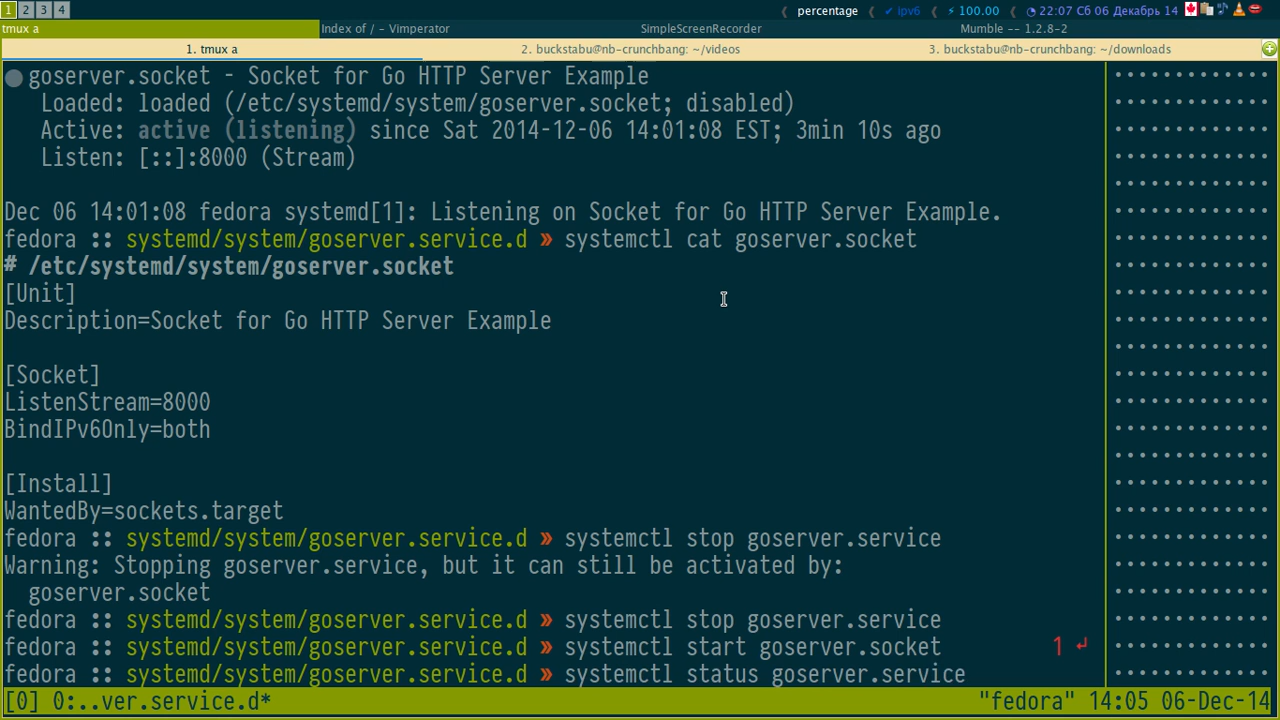 1 2 3 4
percentage ipv6 100.00 22:07 Сб 06 Декабрь 14
tmux a Index of / - Vimperator SimpleScreenRecorder Mumble -- 1.2.8-2
1. tmux a 2. buckstabu@nb-crunchbang: ~/videos 3. buckstabu@nb-crunchbang: ~/downloads
● goserver.socket - Socket for Go HTTP Server Example
Loaded: loaded (/etc/systemd/system/goserver.socket; disabled)
Active: active (listening) since Sat 2014-12-06 14:01:08 EST; 3min 10s ago
Listen: [::]:8000 (Stream)
Dec 06 14:01:08 fedora systemd[1]: Listening on Socket for Go HTTP Server Example.
fedora :: systemd/system/goserver.service.d » systemctl cat goserver.socket
# /etc/systemd/system/goserver.socket
[Unit]
Description=Socket for Go HTTP Server Example
[Socket]
ListenStream=8000
BindIPv6Only=both
[Install]
WantedBy=sockets.target
fedora :: systemd/system/goserver.service.d » systemctl stop goserver.service
Warning: Stopping goserver.service, but it can still be activated by:
goserver.socket
fedora :: systemd/system/goserver.service.d » systemctl stop goserver.service
fedora :: systemd/system/goserver.service.d » systemctl start goserver.socket 1 ↵
fedora :: systemd/system/goserver.service.d » systemctl status goserver.service
[0] 0:..ver.service.d* "fedora" 14:05 06-Dec-14